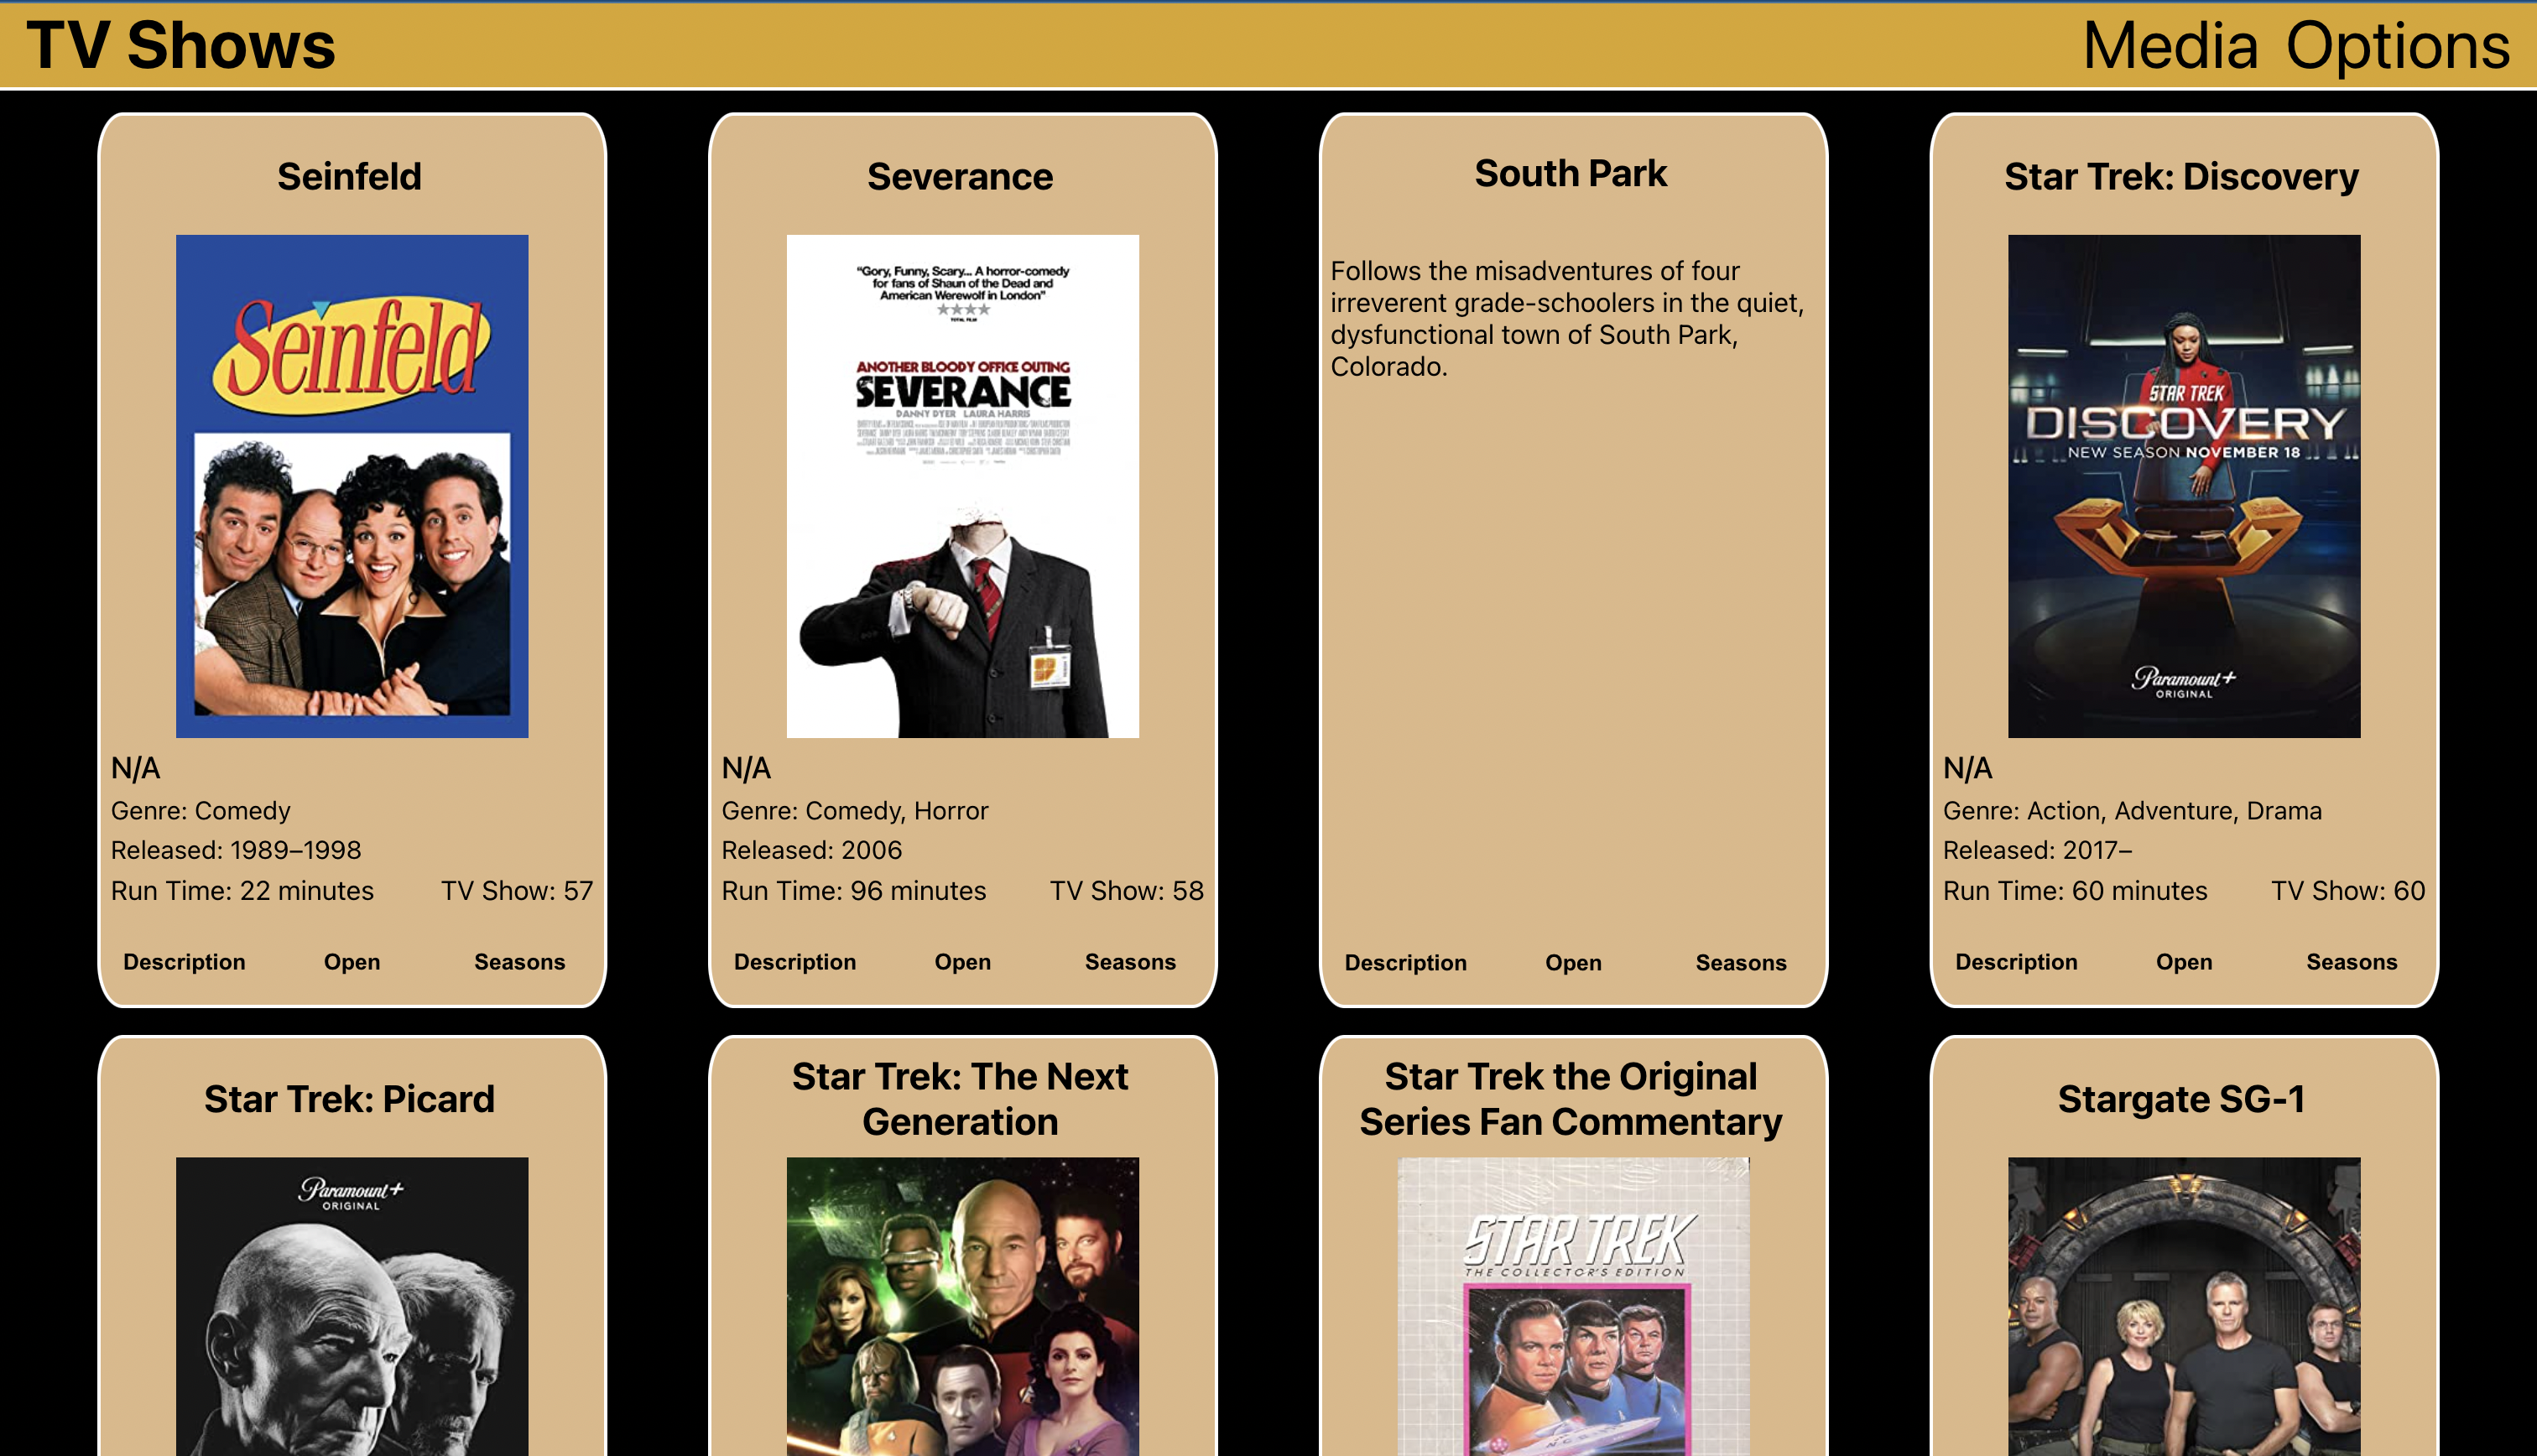 TV Shows
Media Options
Seinfeld
Seinfeld
N/A
Genre: Comedy
Released: 1989–1998
Run Time: 22 minutes TV Show: 57
Description Open Seasons
Severance
“Gory, Funny, Scary... A horror-comedy
for fans of Shaun of the Dead and
American Werewolf in London”
TOTAL FILM
ANOTHER BLOODY OFFICE OUTING
SEVERANCE
DANNY DYER LAURA HARRIS
N/A
Genre: Comedy, Horror
Released: 2006
Run Time: 96 minutes TV Show: 58
Description Open Seasons
South Park
Follows the misadventures of four
irreverent grade-schoolers in the quiet,
dysfunctional town of South Park,
Colorado.
Description Open Seasons
Star Trek: Discovery
STAR TREK
DISCOVERY
NEW SEASON NOVEMBER 18
Paramount+
ORIGINAL
N/A
Genre: Action, Adventure, Drama
Released: 2017–
Run Time: 60 minutes TV Show: 60
Description Open Seasons
Star Trek: Picard
Paramount+
ORIGINAL
Star Trek: The Next
Generation
Star Trek the Original
Series Fan Commentary
STAR TREK
THE COLLECTOR'S EDITION
Stargate SG-1